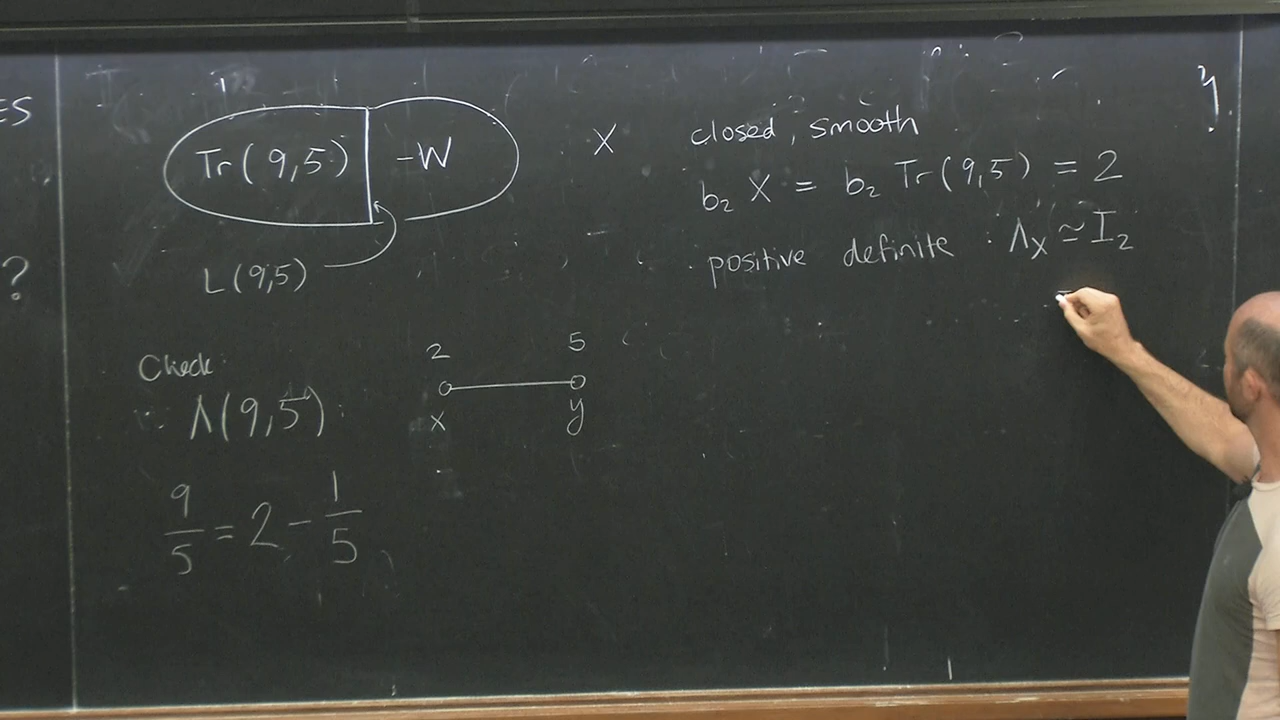 ES
?
Tr(9,5) -W
L(9,5)
X closed, smooth
b₂ X = b₂ Tr(9,5) = 2
positive definite : Λ_X ≃ I₂
y
Check:
Λ(9,5):
2 5
x y
9/5 = 2 - 1/5